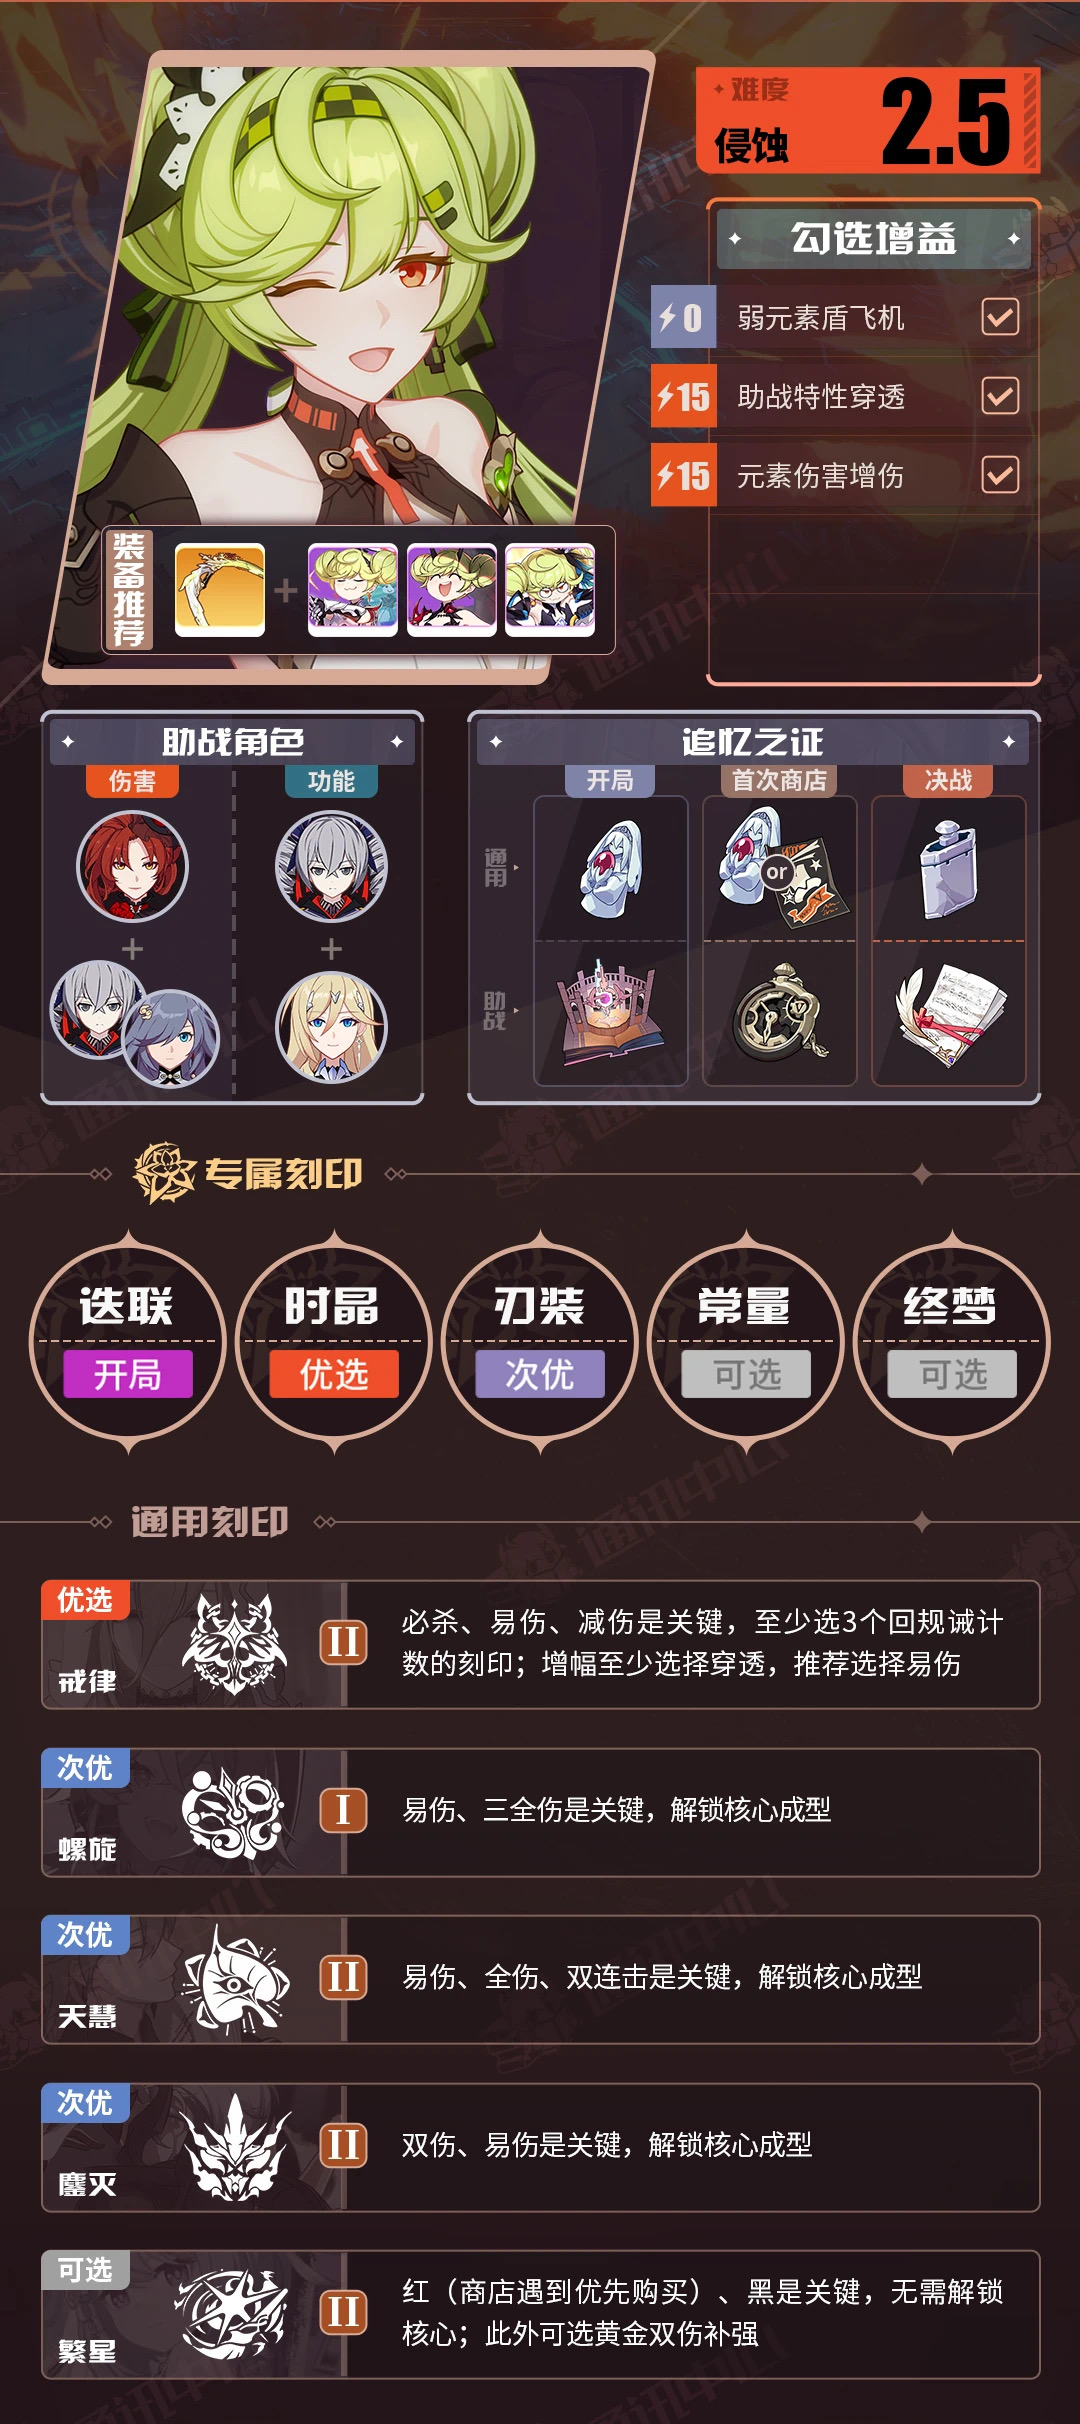 难度
侵蚀 2.5
勾选增益
0 弱元素盾飞机
15 助战特性穿透
15 元素伤害增伤
装备推荐
助战角色
伤害 功能
追忆之证
开局 首次商店 决战
通用
or
助战
专属刻印
迭联 时晶 刃装 常量 终梦
开局 优选 次优 可选 可选
通用刻印
优选
戒律
II
必杀、易伤、减伤是关键，至少选3个回规诫计
数的刻印；增幅至少选择穿透，推荐选择易伤
次优
螺旋
I
易伤、三全伤是关键，解锁核心成型
次优
天慧
II
易伤、全伤、双连击是关键，解锁核心成型
次优
鏖灭
II
双伤、易伤是关键，解锁核心成型
可选
繁星
II
红（商店遇到优先购买）、黑是关键，无需解锁
核心；此外可选黄金双伤补强
通讯中心